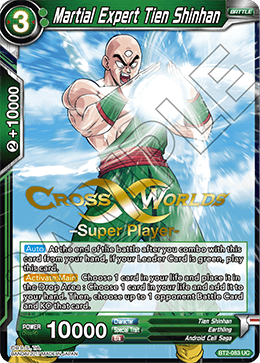 3
Martial Expert Tien Shinhan
BATTLE
2 +10000
CROSS WORLDS
-Super Player-
Auto At the end of the battle after you combo with this
card from your hand, if your Leader Card is green, play
this card.
Activate: Main Choose 1 card in your life and place it in
the Drop Area : Choose 1 card in your life and add it to
your hand. Then, choose up to 1 opponent Battle Card
and KO that card.
POWER 10000
Character Tien Shinhan
Special Trait Earthling
Era Android Cell Saga
BT2-083 UC